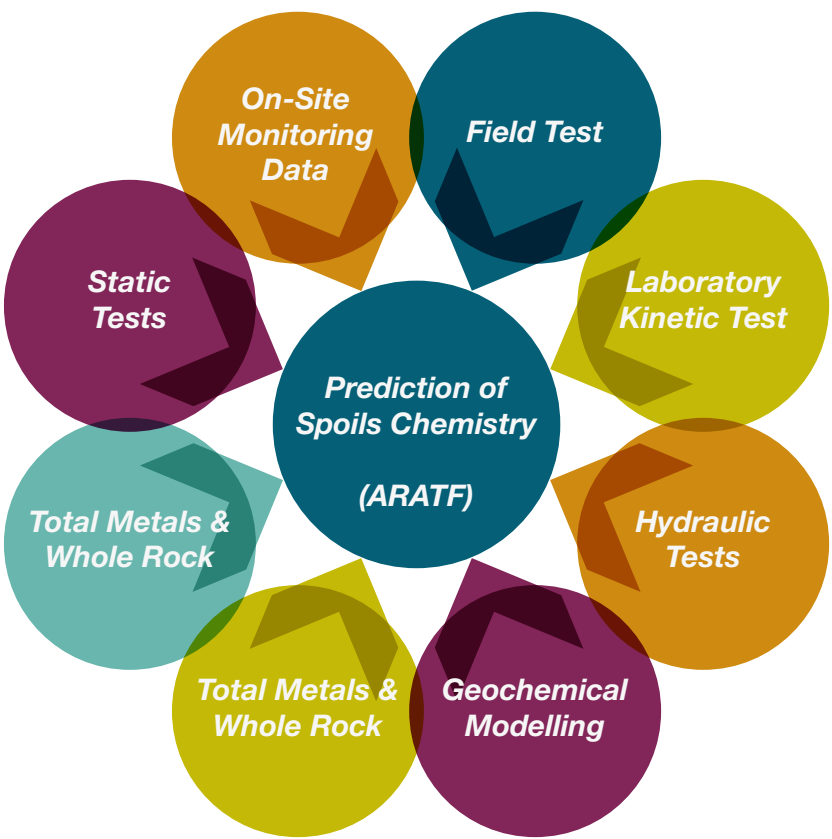 On-Site
Monitoring
Data
Field Test
Static
Tests
Laboratory
Kinetic Test
Prediction of
Spoils Chemistry
(ARATF)
Total Metals &
Whole Rock
Hydraulic
Tests
Total Metals &
Whole Rock
Geochemical
Modelling